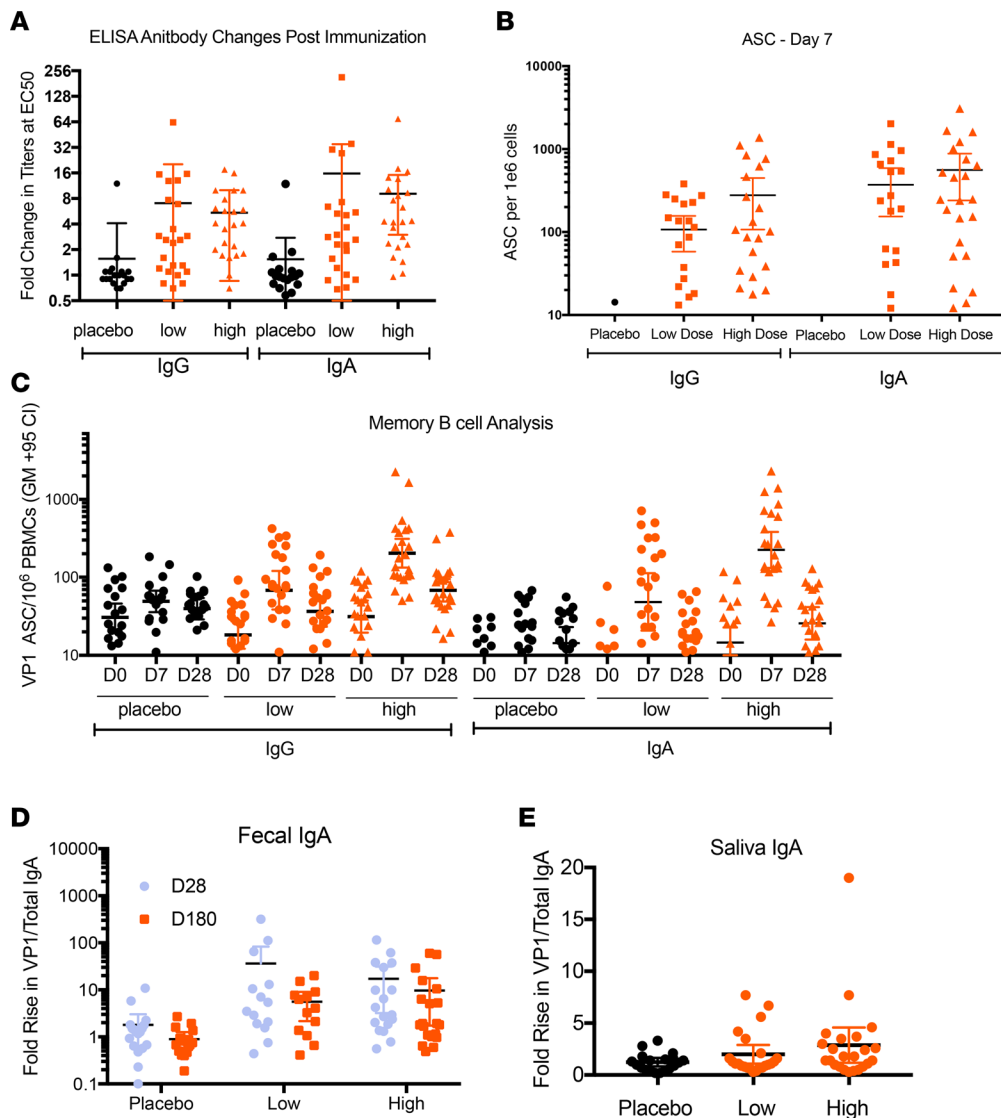 A
ELISA Anitbody Changes Post Immunization
Fold Change in Titers at EC50
256
128
64
32
16
8
4
2
1
0.5
placebo low high placebo low high
IgG IgA
B
ASC - Day 7
ASC per 1e6 cells
10000
1000
100
10
Placebo Low Dose High Dose Placebo Low Dose High Dose
IgG IgA
C
Memory B cell Analysis
VP1 ASC/10⁶ PBMCs (GM +95 CI)
1000
100
10
D0 D7 D28 D0 D7 D28 D0 D7 D28 D0 D7 D28 D0 D7 D28 D0 D7 D28
placebo low high placebo low high
IgG IgA
D
Fecal IgA
Fold Rise in VP1/Total IgA
10000
1000
100
10
1
0.1
D28
D180
Placebo Low High
E
Saliva IgA
Fold Rise in VP1/Total IgA
20
15
10
5
0
Placebo Low High